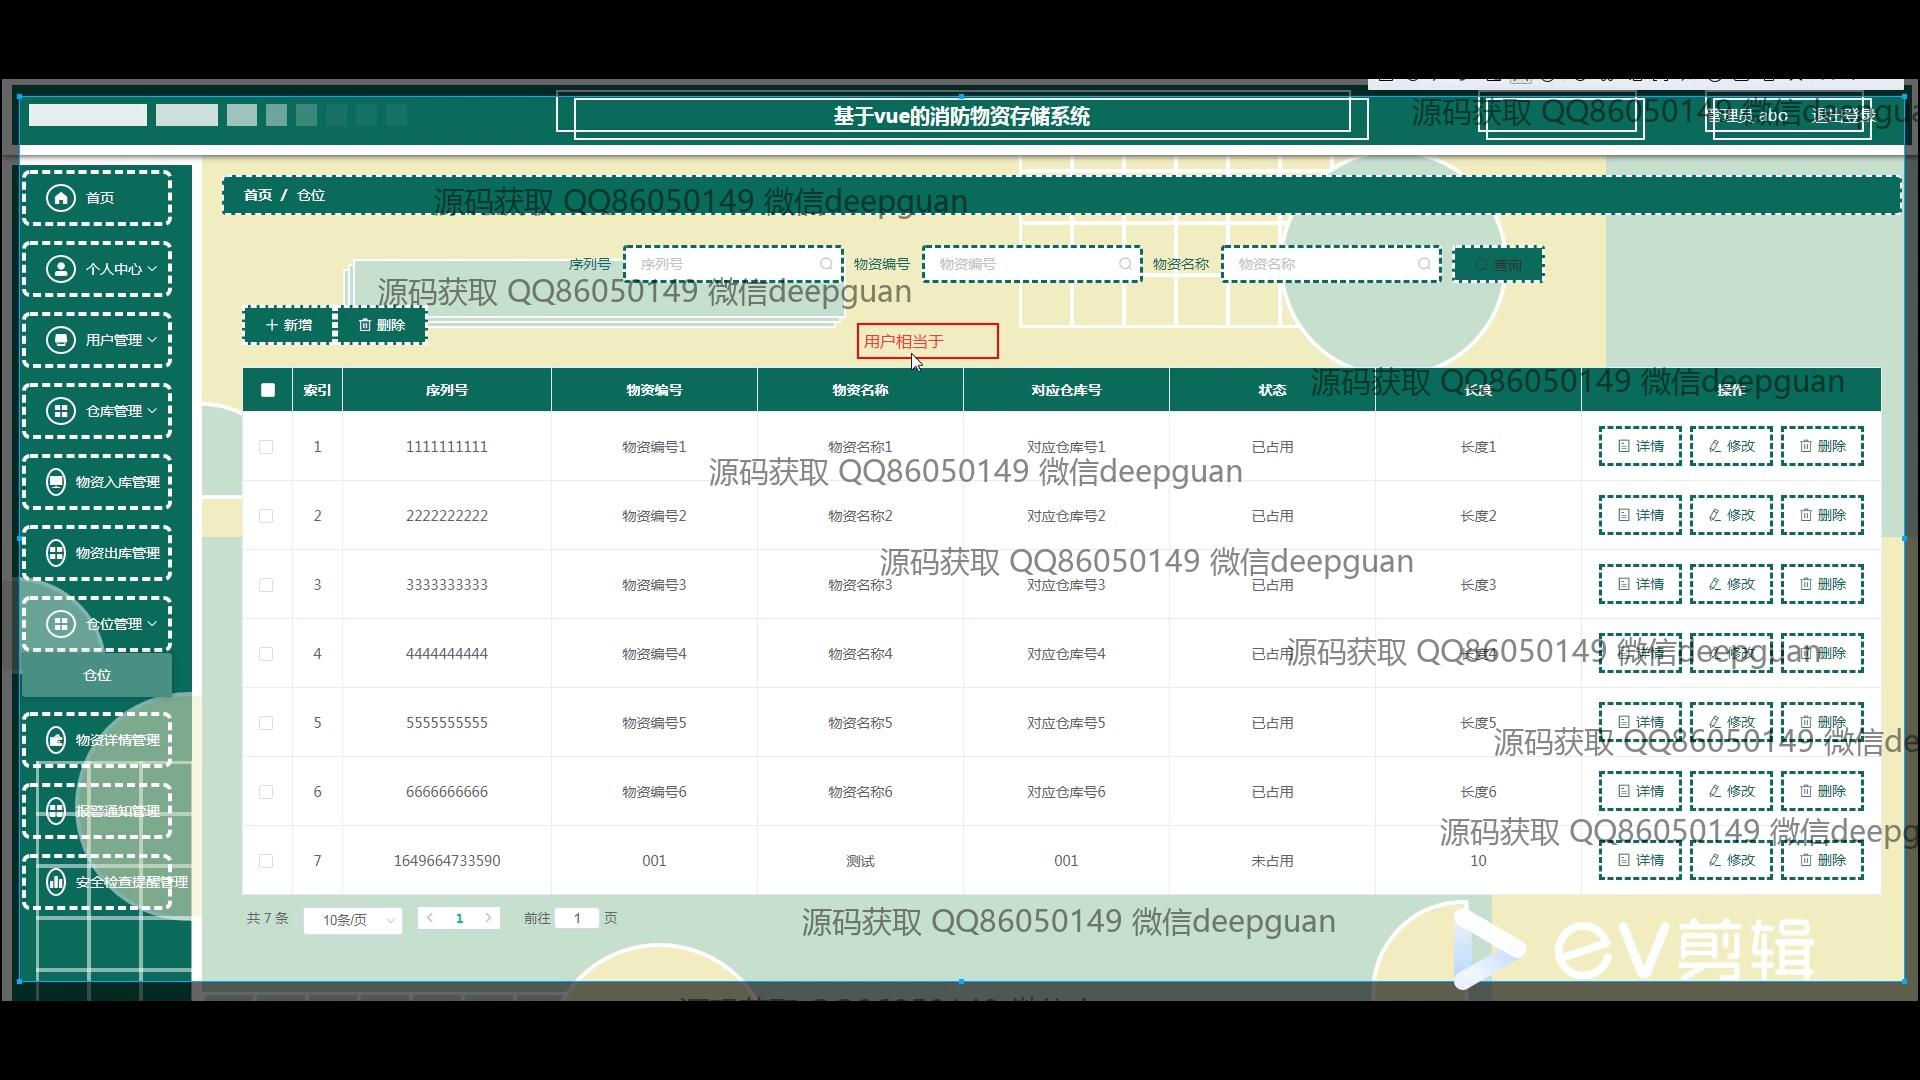 基于vue的消防物资存储系统
管理员 abo 退出登录
源码获取 QQ86050149 微信deepguan
首页
个人中心
用户管理
仓库管理
物资入库管理
物资出库管理
仓位管理
仓位
物资详情管理
报警通知管理
安全检查提醒管理
首页 / 仓位
源码获取 QQ86050149 微信deepguan
序列号 序列号 物资编号 物资编号 物资名称 物资名称 查询
源码获取 QQ86050149 微信deepguan
新增 删除
用户相当于
索引 序列号 物资编号 物资名称 对应仓库号 状态 长度 操作
源码获取 QQ86050149 微信deepguan
1 1111111111 物资编号1 物资名称1 对应仓库号1 已占用 长度1 详情 修改 删除
源码获取 QQ86050149 微信deepguan
2 2222222222 物资编号2 物资名称2 对应仓库号2 已占用 长度2 详情 修改 删除
源码获取 QQ86050149 微信deepguan
3 3333333333 物资编号3 物资名称3 对应仓库号3 已占用 长度3 详情 修改 删除
4 4444444444 物资编号4 物资名称4 对应仓库号4 已占用 长度4 详情 修改 删除
源码获取 QQ86050149 微信deepguan
5 5555555555 物资编号5 物资名称5 对应仓库号5 已占用 长度5 详情 修改 删除
源码获取 QQ86050149 微信de
6 6666666666 物资编号6 物资名称6 对应仓库号6 已占用 长度6 详情 修改 删除
源码获取 QQ86050149 微信deepg
7 1649664733590 001 测试 001 未占用 10 详情 修改 删除
共 7 条 10条/页 1 前往 1 页
源码获取 QQ86050149 微信deepguan
eV剪辑